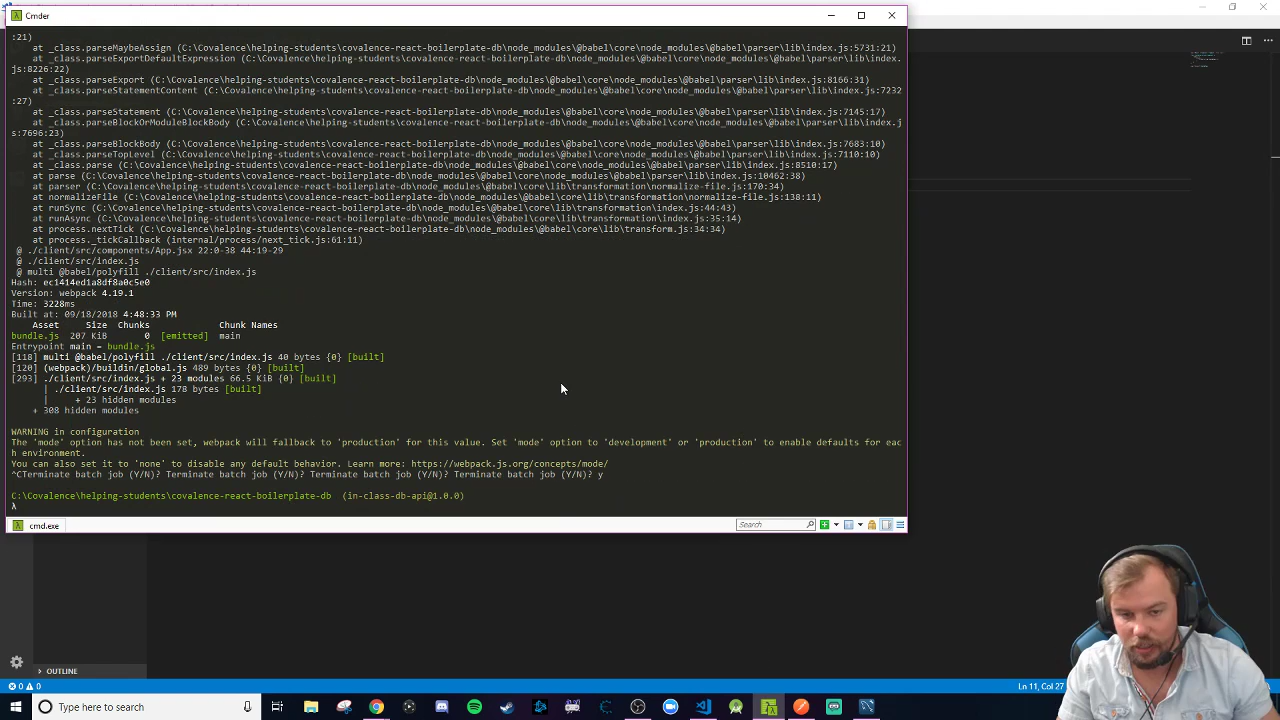 Cmder
:21)
at _class.parseMaybeAssign (C:\Covalence\helping-students\covalence-react-boilerplate-db\node_modules\@babel\core\node_modules\@babel\parser\lib\index.js:5731:21)
at _class.parseExportDefaultExpression (C:\Covalence\helping-students\covalence-react-boilerplate-db\node_modules\@babel\core\node_modules\@babel\parser\lib\index.
js:8226:22)
at _class.parseExport (C:\Covalence\helping-students\covalence-react-boilerplate-db\node_modules\@babel\core\node_modules\@babel\parser\lib\index.js:8166:31)
at _class.parseStatementContent (C:\Covalence\helping-students\covalence-react-boilerplate-db\node_modules\@babel\core\node_modules\@babel\parser\lib\index.js:7232
:27)
at _class.parseStatement (C:\Covalence\helping-students\covalence-react-boilerplate-db\node_modules\@babel\core\node_modules\@babel\parser\lib\index.js:7145:17)
at _class.parseBlockOrModuleBlockBody (C:\Covalence\helping-students\covalence-react-boilerplate-db\node_modules\@babel\core\node_modules\@babel\parser\lib\index.j
s:7696:23)
at _class.parseBlockBody (C:\Covalence\helping-students\covalence-react-boilerplate-db\node_modules\@babel\core\node_modules\@babel\parser\lib\index.js:7683:10)
at _class.parseTopLevel (C:\Covalence\helping-students\covalence-react-boilerplate-db\node_modules\@babel\core\node_modules\@babel\parser\lib\index.js:7110:10)
at _class.parse (C:\Covalence\helping-students\covalence-react-boilerplate-db\node_modules\@babel\core\node_modules\@babel\parser\lib\index.js:8510:17)
at parse (C:\Covalence\helping-students\covalence-react-boilerplate-db\node_modules\@babel\core\node_modules\@babel\parser\lib\index.js:10462:38)
at parser (C:\Covalence\helping-students\covalence-react-boilerplate-db\node_modules\@babel\core\lib\transformation\normalize-file.js:170:34)
at normalizeFile (C:\Covalence\helping-students\covalence-react-boilerplate-db\node_modules\@babel\core\lib\transformation\normalize-file.js:138:11)
at runSync (C:\Covalence\helping-students\covalence-react-boilerplate-db\node_modules\@babel\core\lib\transformation\index.js:44:43)
at runAsync (C:\Covalence\helping-students\covalence-react-boilerplate-db\node_modules\@babel\core\lib\transformation\index.js:35:14)
at process.nextTick (C:\Covalence\helping-students\covalence-react-boilerplate-db\node_modules\@babel\core\lib\transform.js:34:34)
at process._tickCallback (internal/process/next_tick.js:61:11)
@ ./client/src/components/App.jsx 22:0-38 44:19-29
@ ./client/src/index.js
@ multi @babel/polyfill ./client/src/index.js
Hash: ec1414ed1a8df8a0c5e0
Version: webpack 4.19.1
Time: 3228ms
Built at: 09/18/2018 4:48:33 PM
Asset Size Chunks Chunk Names
bundle.js 207 KiB 0 [emitted] main
Entrypoint main = bundle.js
[118] multi @babel/polyfill ./client/src/index.js 40 bytes {0} [built]
[120] (webpack)/buildin/global.js 489 bytes {0} [built]
[293] ./client/src/index.js + 23 modules 66.5 KiB {0} [built]
| ./client/src/index.js 178 bytes [built]
| + 23 hidden modules
+ 308 hidden modules
WARNING in configuration
The 'mode' option has not been set, webpack will fallback to 'production' for this value. Set 'mode' option to 'development' or 'production' to enable defaults for eac
h environment.
You can also set it to 'none' to disable any default behavior. Learn more: https://webpack.js.org/concepts/mode/
^CTerminate batch job (Y/N)? Terminate batch job (Y/N)? Terminate batch job (Y/N)? Terminate batch job (Y/N)? y
C:\Covalence\helping-students\covalence-react-boilerplate-db (in-class-db-api@1.0.0)
λ
cmd.exe
Search
OUTLINE
0 0
Ln 11, Col 27
Type here to search